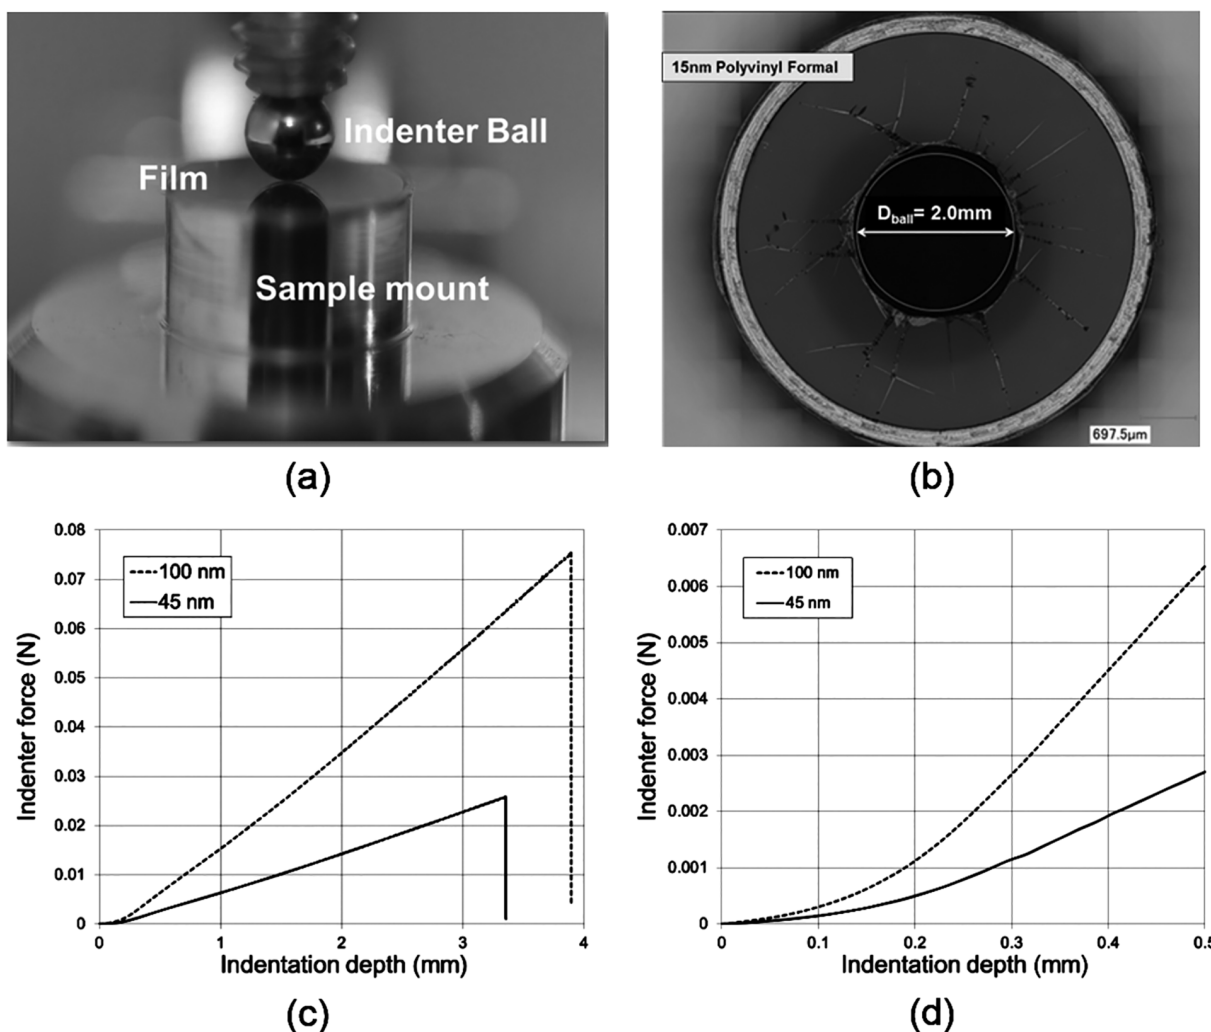 Indenter Ball
Film
Sample mount
(a)
15nm Polyvinyl Formal
Dball= 2.0mm
697.5µm
(b)
0.08
0.07
0.06
0.05
0.04
0.03
0.02
0.01
0
100 nm
45 nm
Indenter force (N)
0 1 2 3 4
Indentation depth (mm)
(c)
0.007
0.006
0.005
0.004
0.003
0.002
0.001
0
100 nm
45 nm
Indenter force (N)
0 0.1 0.2 0.3 0.4 0.5
Indentation depth (mm)
(d)